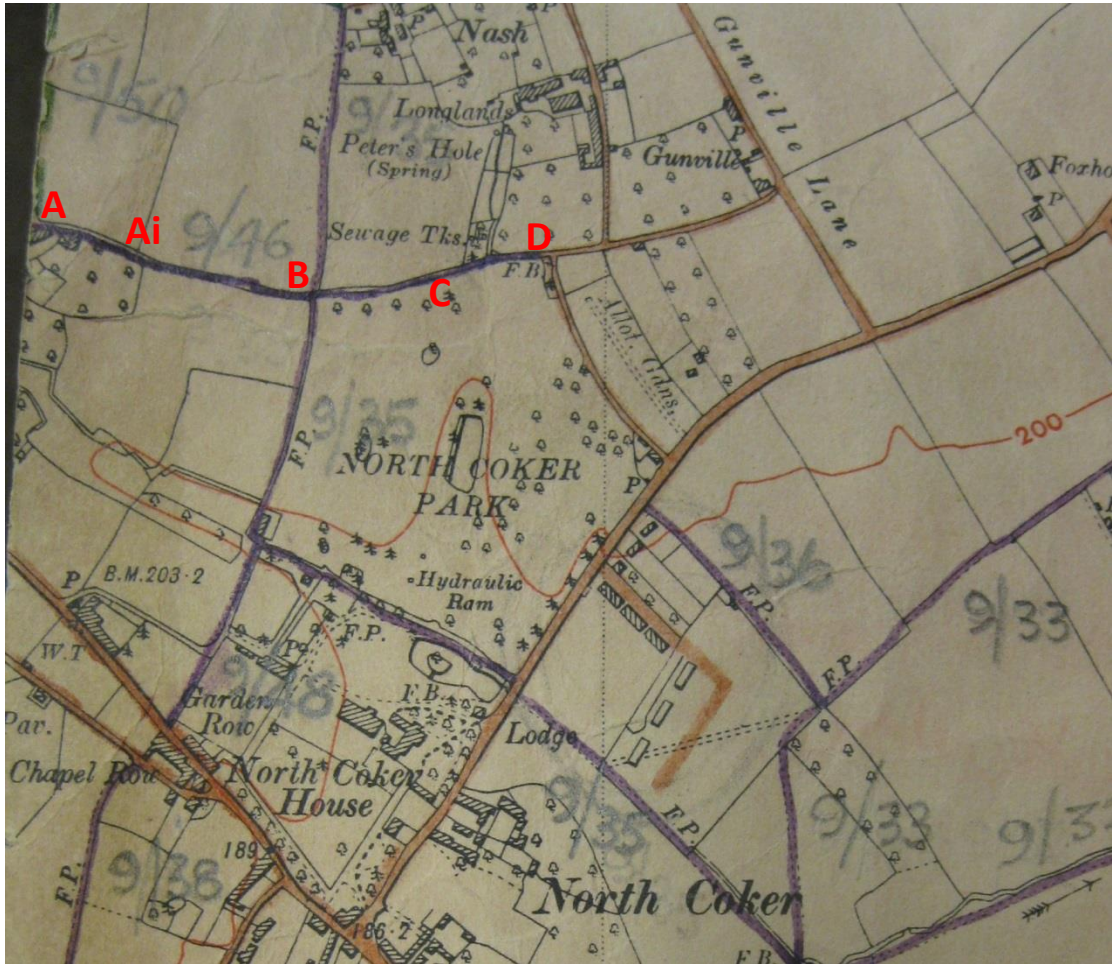 Nash
P
9/50
F.P.
Longlands
Peter's Hole
(Spring)
Gunville
P
Gunville Lane
Foxho
P
A
Ai
9/46
Sewage Tks.
D
F.B.
B
C
Allot. Gdns.
200
9/35
F.P.
NORTH COKER
PARK
P
B.M.203·2
P
Hydraulic
Ram
9/36
F.P.
9/33
W.T
P
F.P.
9/48
F.B.
Garden
Row
F.P.
Pav.
Lodge
Chapel Row
North Coker
House
9/35
F.P.
9/33
9/3
189
9/38
F.P.
186·2
North Coker
F.B.